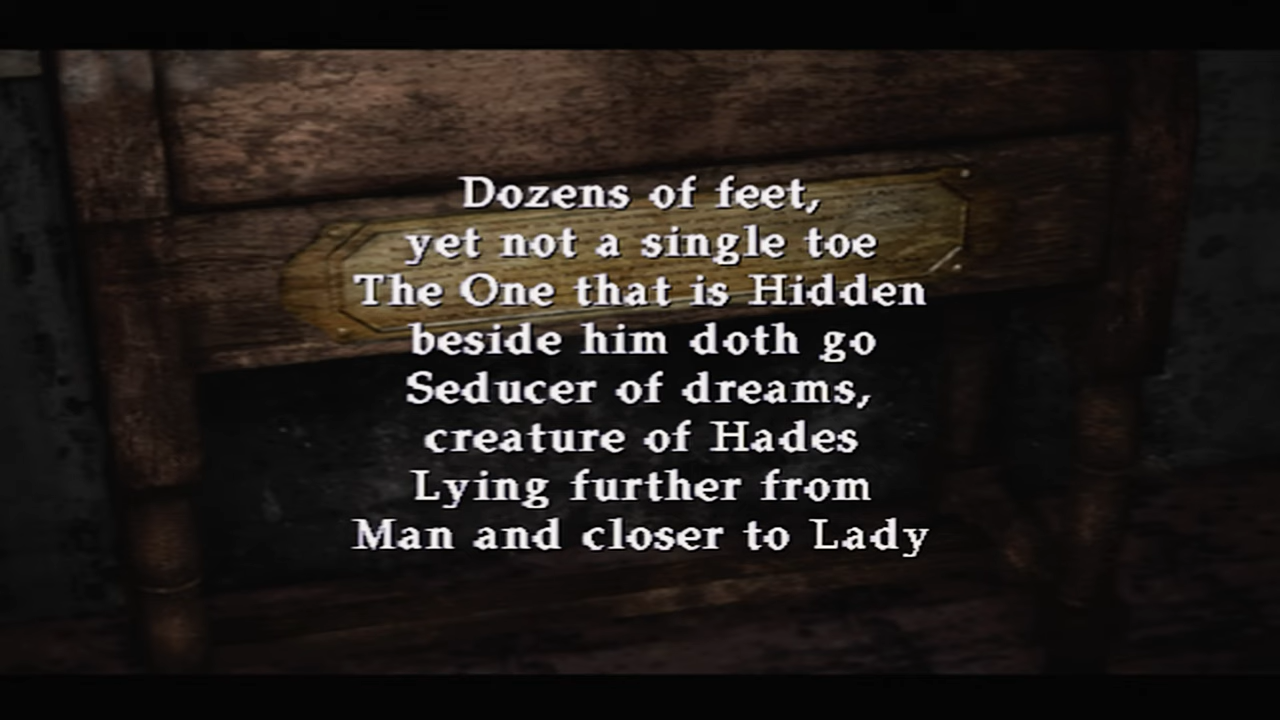 Dozens of feet,
yet not a single toe
The One that is Hidden
beside him doth go
Seducer of dreams,
creature of Hades
Lying further from
Man and closer to Lady